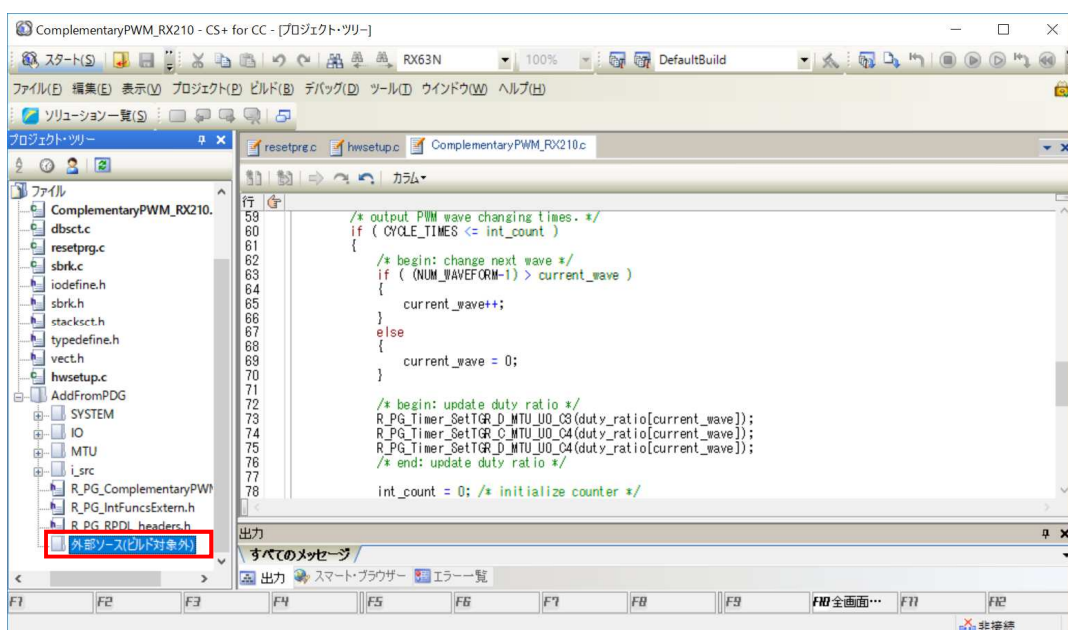 ComplementaryPWM_RX210 - CS+ for CC - [プロジェクト・ツリー]
スタート(S) RX63N 100% DefaultBuild
ファイル(F) 編集(E) 表示(V) プロジェクト(P) ビルド(B) デバッグ(D) ツール(T) ウインドウ(W) ヘルプ(H)
ソリューション一覧(S)
プロジェクト・ツリー
ファイル
ComplementaryPWM_RX210.
dbsct.c
resetprg.c
sbrk.c
iodefine.h
sbrk.h
stacksct.h
typedefine.h
vect.h
hwsetup.c
AddFromPDG
SYSTEM
IO
MTU
i_src
R_PG_ComplementaryPWM
R_PG_IntFuncsExtern.h
R_PG_RPDL_headers.h
外部ソース(ビルド対象外)
resetprg.c hwsetup.c ComplementaryPWM_RX210.c
カラム
行
59 /* output PWM wave changing times. */
60 if ( CYCLE_TIMES <= int_count )
61 {
62 /* begin: change next wave */
63 if ( (NUM_WAVEFORM-1) > current_wave )
64 {
65 current_wave++;
66 }
67 else
68 {
69 current_wave = 0;
70 }
71
72 /* begin: update duty ratio */
73 R_PG_Timer_SetTGR_D_MTU_U0_C3(duty_ratio[current_wave]);
74 R_PG_Timer_SetTGR_C_MTU_U0_C4(duty_ratio[current_wave]);
75 R_PG_Timer_SetTGR_D_MTU_U0_C4(duty_ratio[current_wave]);
76 /* end: update duty ratio */
77
78 int_count = 0; /* initialize counter */
出力
すべてのメッセージ
出力 スマート・ブラウザー エラー一覧
F1 F2 F3 F4 F5 F6 F7 F8 F9 F10 全画面… F11 F12
非接続